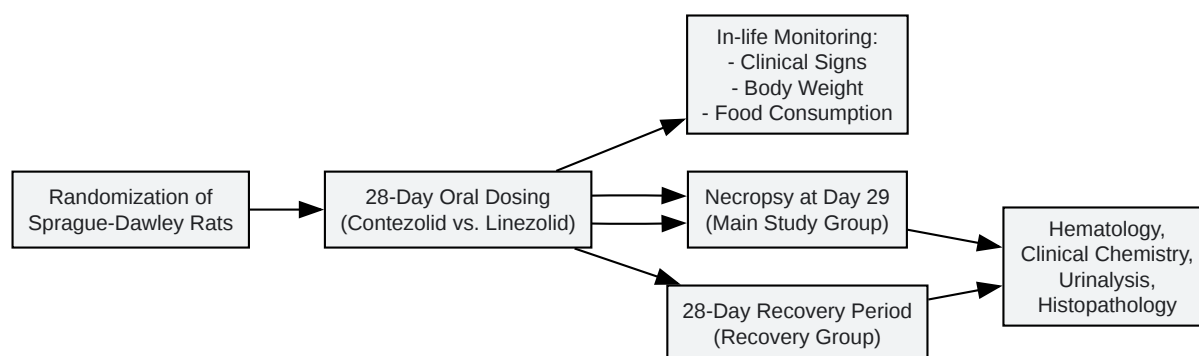 Randomization of
Sprague-Dawley Rats
28-Day Oral Dosing
(Contezolid vs. Linezolid)
In-life Monitoring:
- Clinical Signs
- Body Weight
- Food Consumption
Necropsy at Day 29
(Main Study Group)
28-Day Recovery Period
(Recovery Group)
Hematology,
Clinical Chemistry,
Urinalysis,
Histopathology